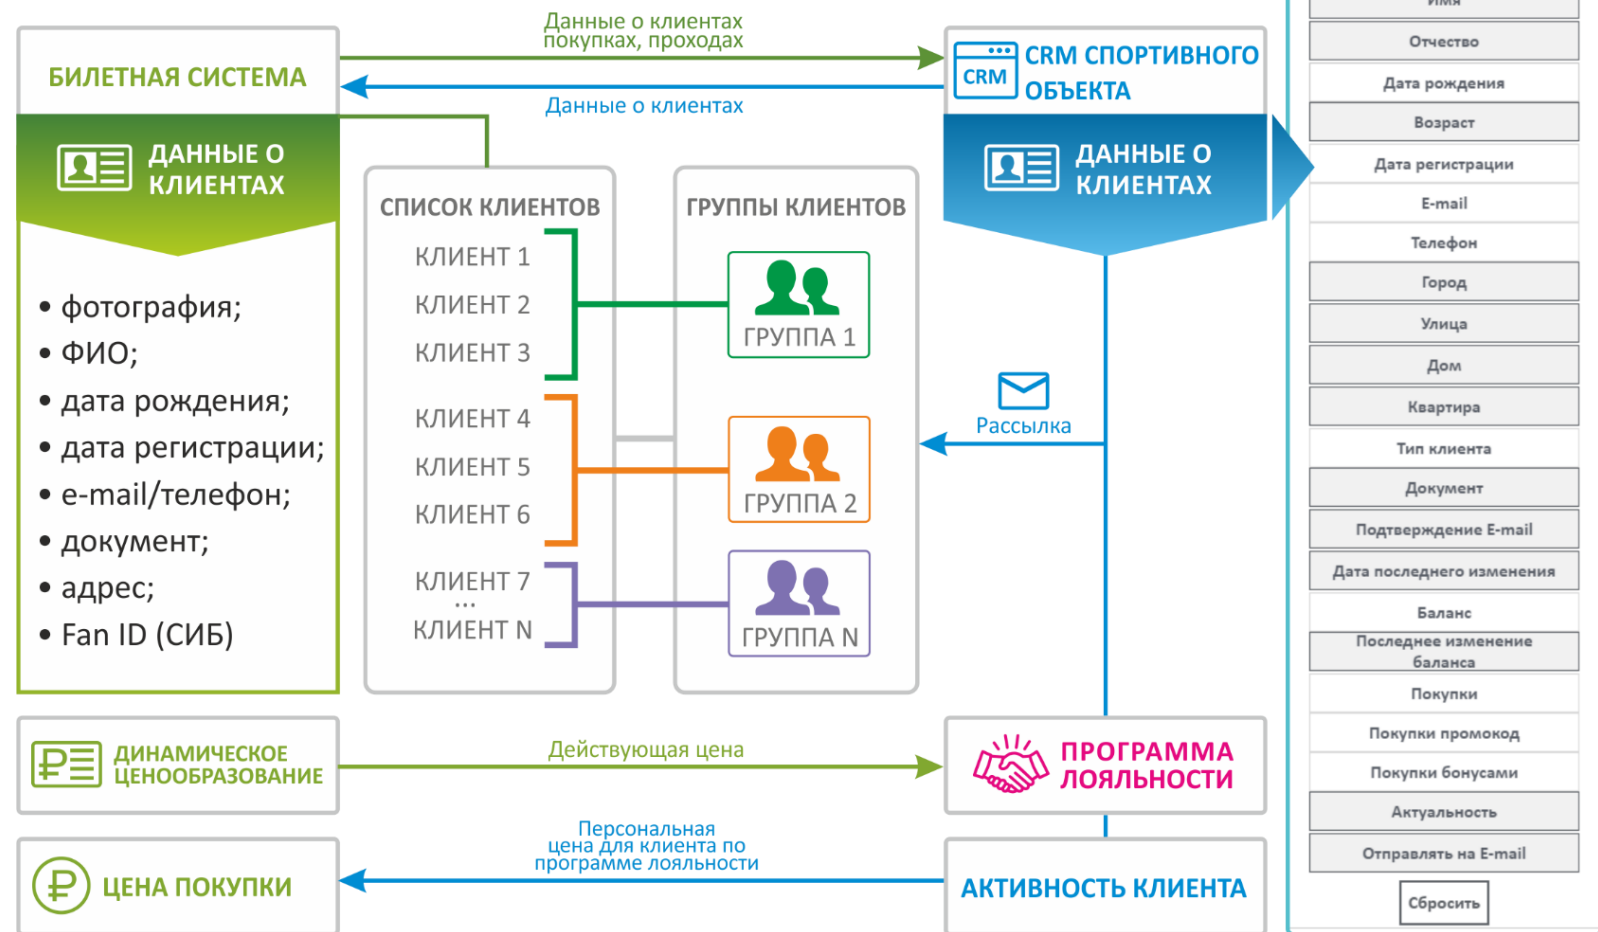 БИЛЕТНАЯ СИСТЕМА
ДАННЫЕ О
КЛИЕНТАХ
• фотография;
• ФИО;
• дата рождения;
• дата регистрации;
• e-mail/телефон;
• документ;
• адрес;
• Fan ID (СИБ)
Данные о клиентах
покупках, проходах
Данные о клиентах
СПИСОК КЛИЕНТОВ
КЛИЕНТ 1
КЛИЕНТ 2
КЛИЕНТ 3
КЛИЕНТ 4
КЛИЕНТ 5
КЛИЕНТ 6
КЛИЕНТ 7
...
КЛИЕНТ N
ГРУППЫ КЛИЕНТОВ
ГРУППА 1
ГРУППА 2
ГРУППА N
CRM
CRM СПОРТИВНОГО
ОБЪЕКТА
ДАННЫЕ О
КЛИЕНТАХ
Рассылка
ДИНАМИЧЕСКОЕ
ЦЕНООБРАЗОВАНИЕ
Действующая цена
ПРОГРАММА
ЛОЯЛЬНОСТИ
ЦЕНА ПОКУПКИ
Персональная
цена для клиента по
программе лояльности
АКТИВНОСТЬ КЛИЕНТА
Имя
Отчество
Дата рождения
Возраст
Дата регистрации
E-mail
Телефон
Город
Улица
Дом
Квартира
Тип клиента
Документ
Подтверждение E-mail
Дата последнего изменения
Баланс
Последнее изменение
баланса
Покупки
Покупки промокод
Покупки бонусами
Актуальность
Отправлять на E-mail
Сбросить